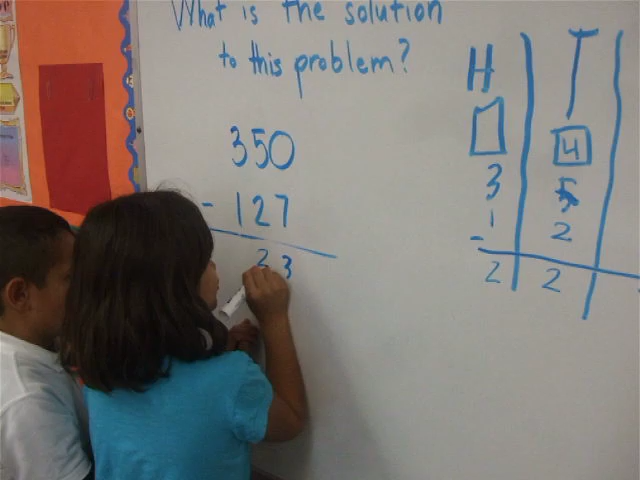 What is the solution
to this problem?
350
- 127
23
H T
4
3 5
- 1 2
2 2